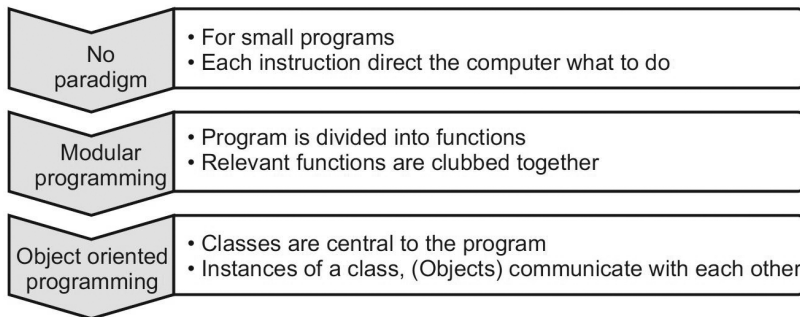 No
paradigm
• For small programs
• Each instruction direct the computer what to do
Modular
programming
• Program is divided into functions
• Relevant functions are clubbed together
Object oriented
programming
• Classes are central to the program
• Instances of a class, (Objects) communicate with each other